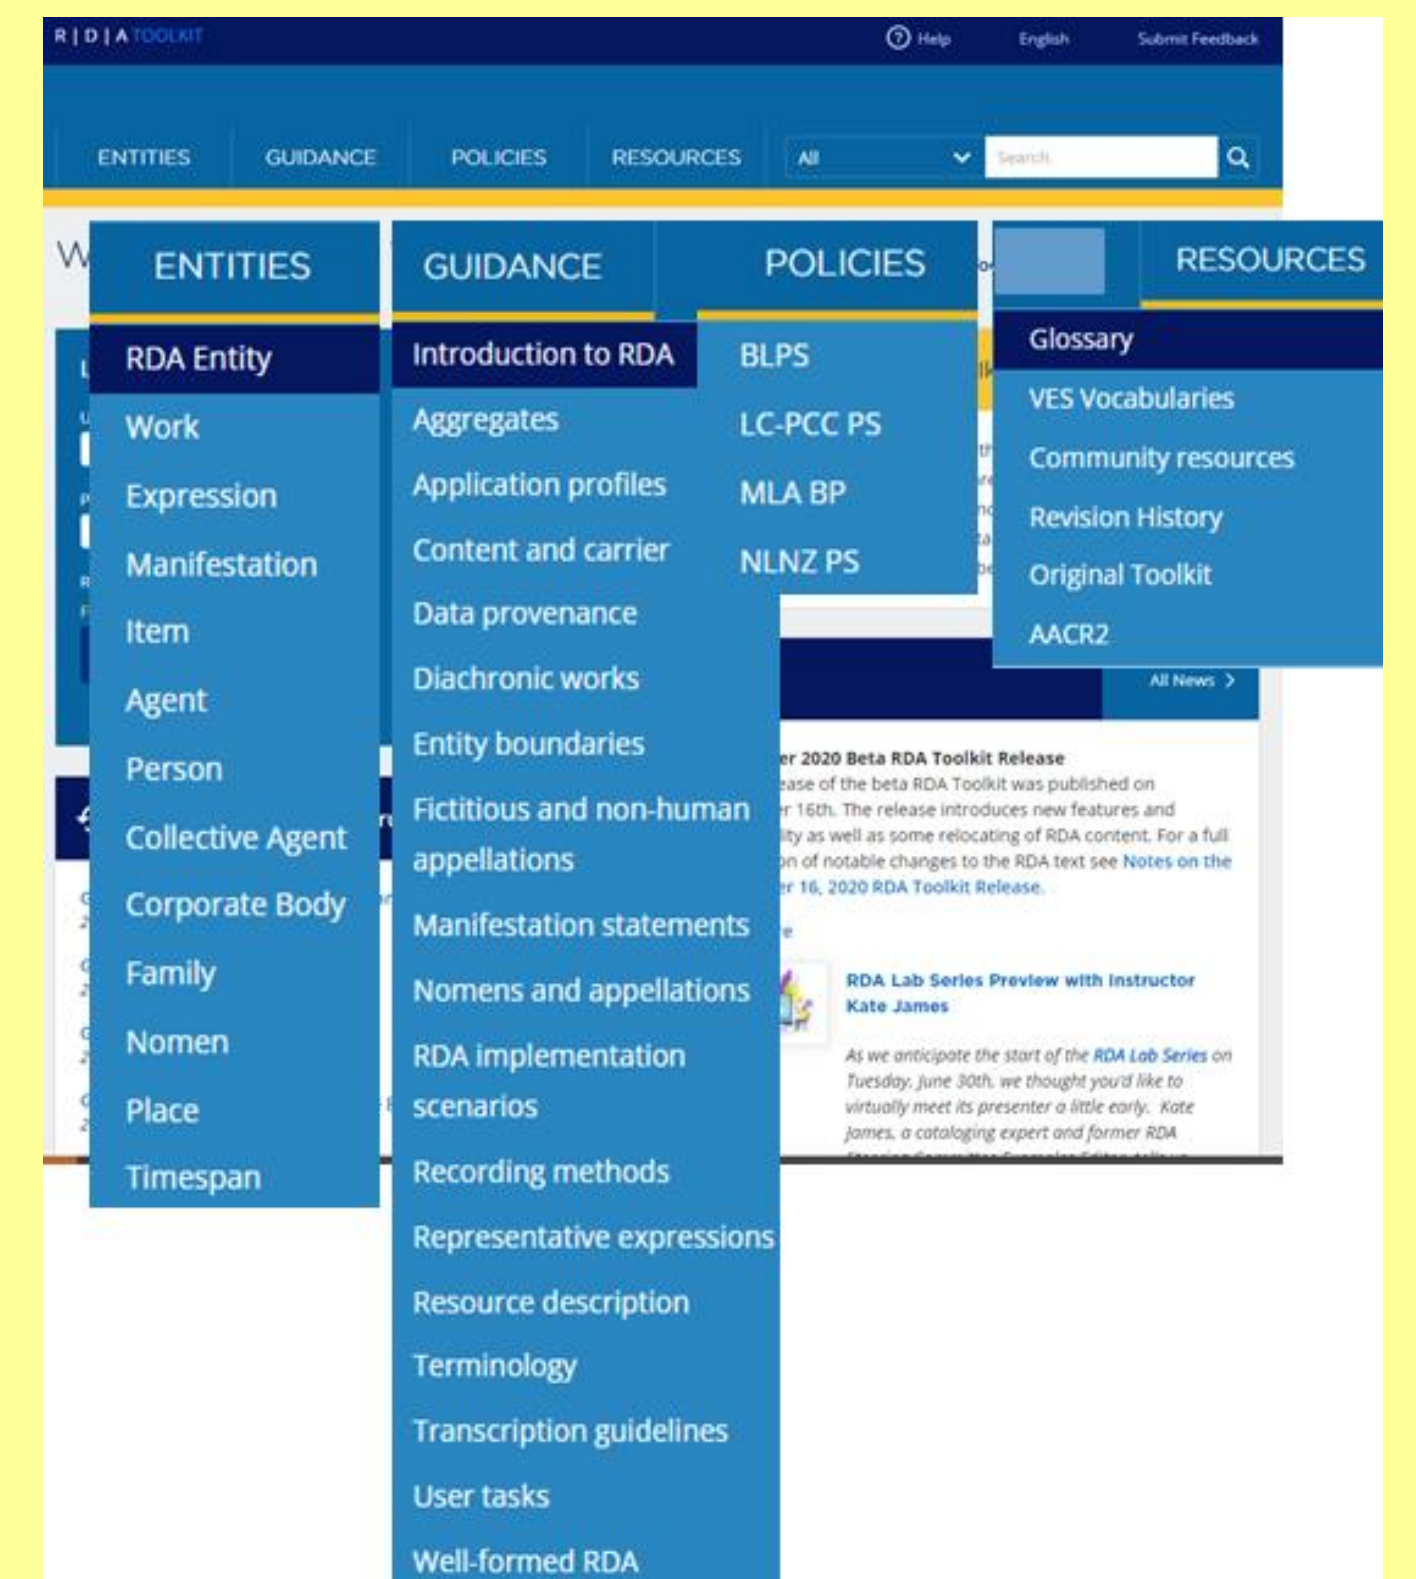 R | D | A TOOLKIT
Help
English
Submit Feedback
ENTITIES
GUIDANCE
POLICIES
RESOURCES
All
Search
ENTITIES
RDA Entity
Work
Expression
Manifestation
Item
Agent
Person
Collective Agent
Corporate Body
Family
Nomen
Place
Timespan
GUIDANCE
Introduction to RDA
Aggregates
Application profiles
Content and carrier
Data provenance
Diachronic works
Entity boundaries
Fictitious and non-human
appellations
Manifestation statements
Nomens and appellations
RDA implementation
scenarios
Recording methods
Representative expressions
Resource description
Terminology
Transcription guidelines
User tasks
Well-formed RDA
POLICIES
BLPS
LC-PCC PS
MLA BP
NLNZ PS
RESOURCES
Glossary
VES Vocabularies
Community resources
Revision History
Original Toolkit
AACR2
All News
er 2020 Beta RDA Toolkit Release
ease of the beta RDA Toolkit was published on
r 16th. The release introduces new features and
lity as well as some relocating of RDA content. For a full
on of notable changes to the RDA text see Notes on the
er 16, 2020 RDA Toolkit Release.
RDA Lab Series Preview with Instructor
Kate James
As we anticipate the start of the RDA Lab Series on
Tuesday, June 30th, we thought you'd like to
virtually meet its presenter a little early. Kate
James, a cataloging expert and former RDA